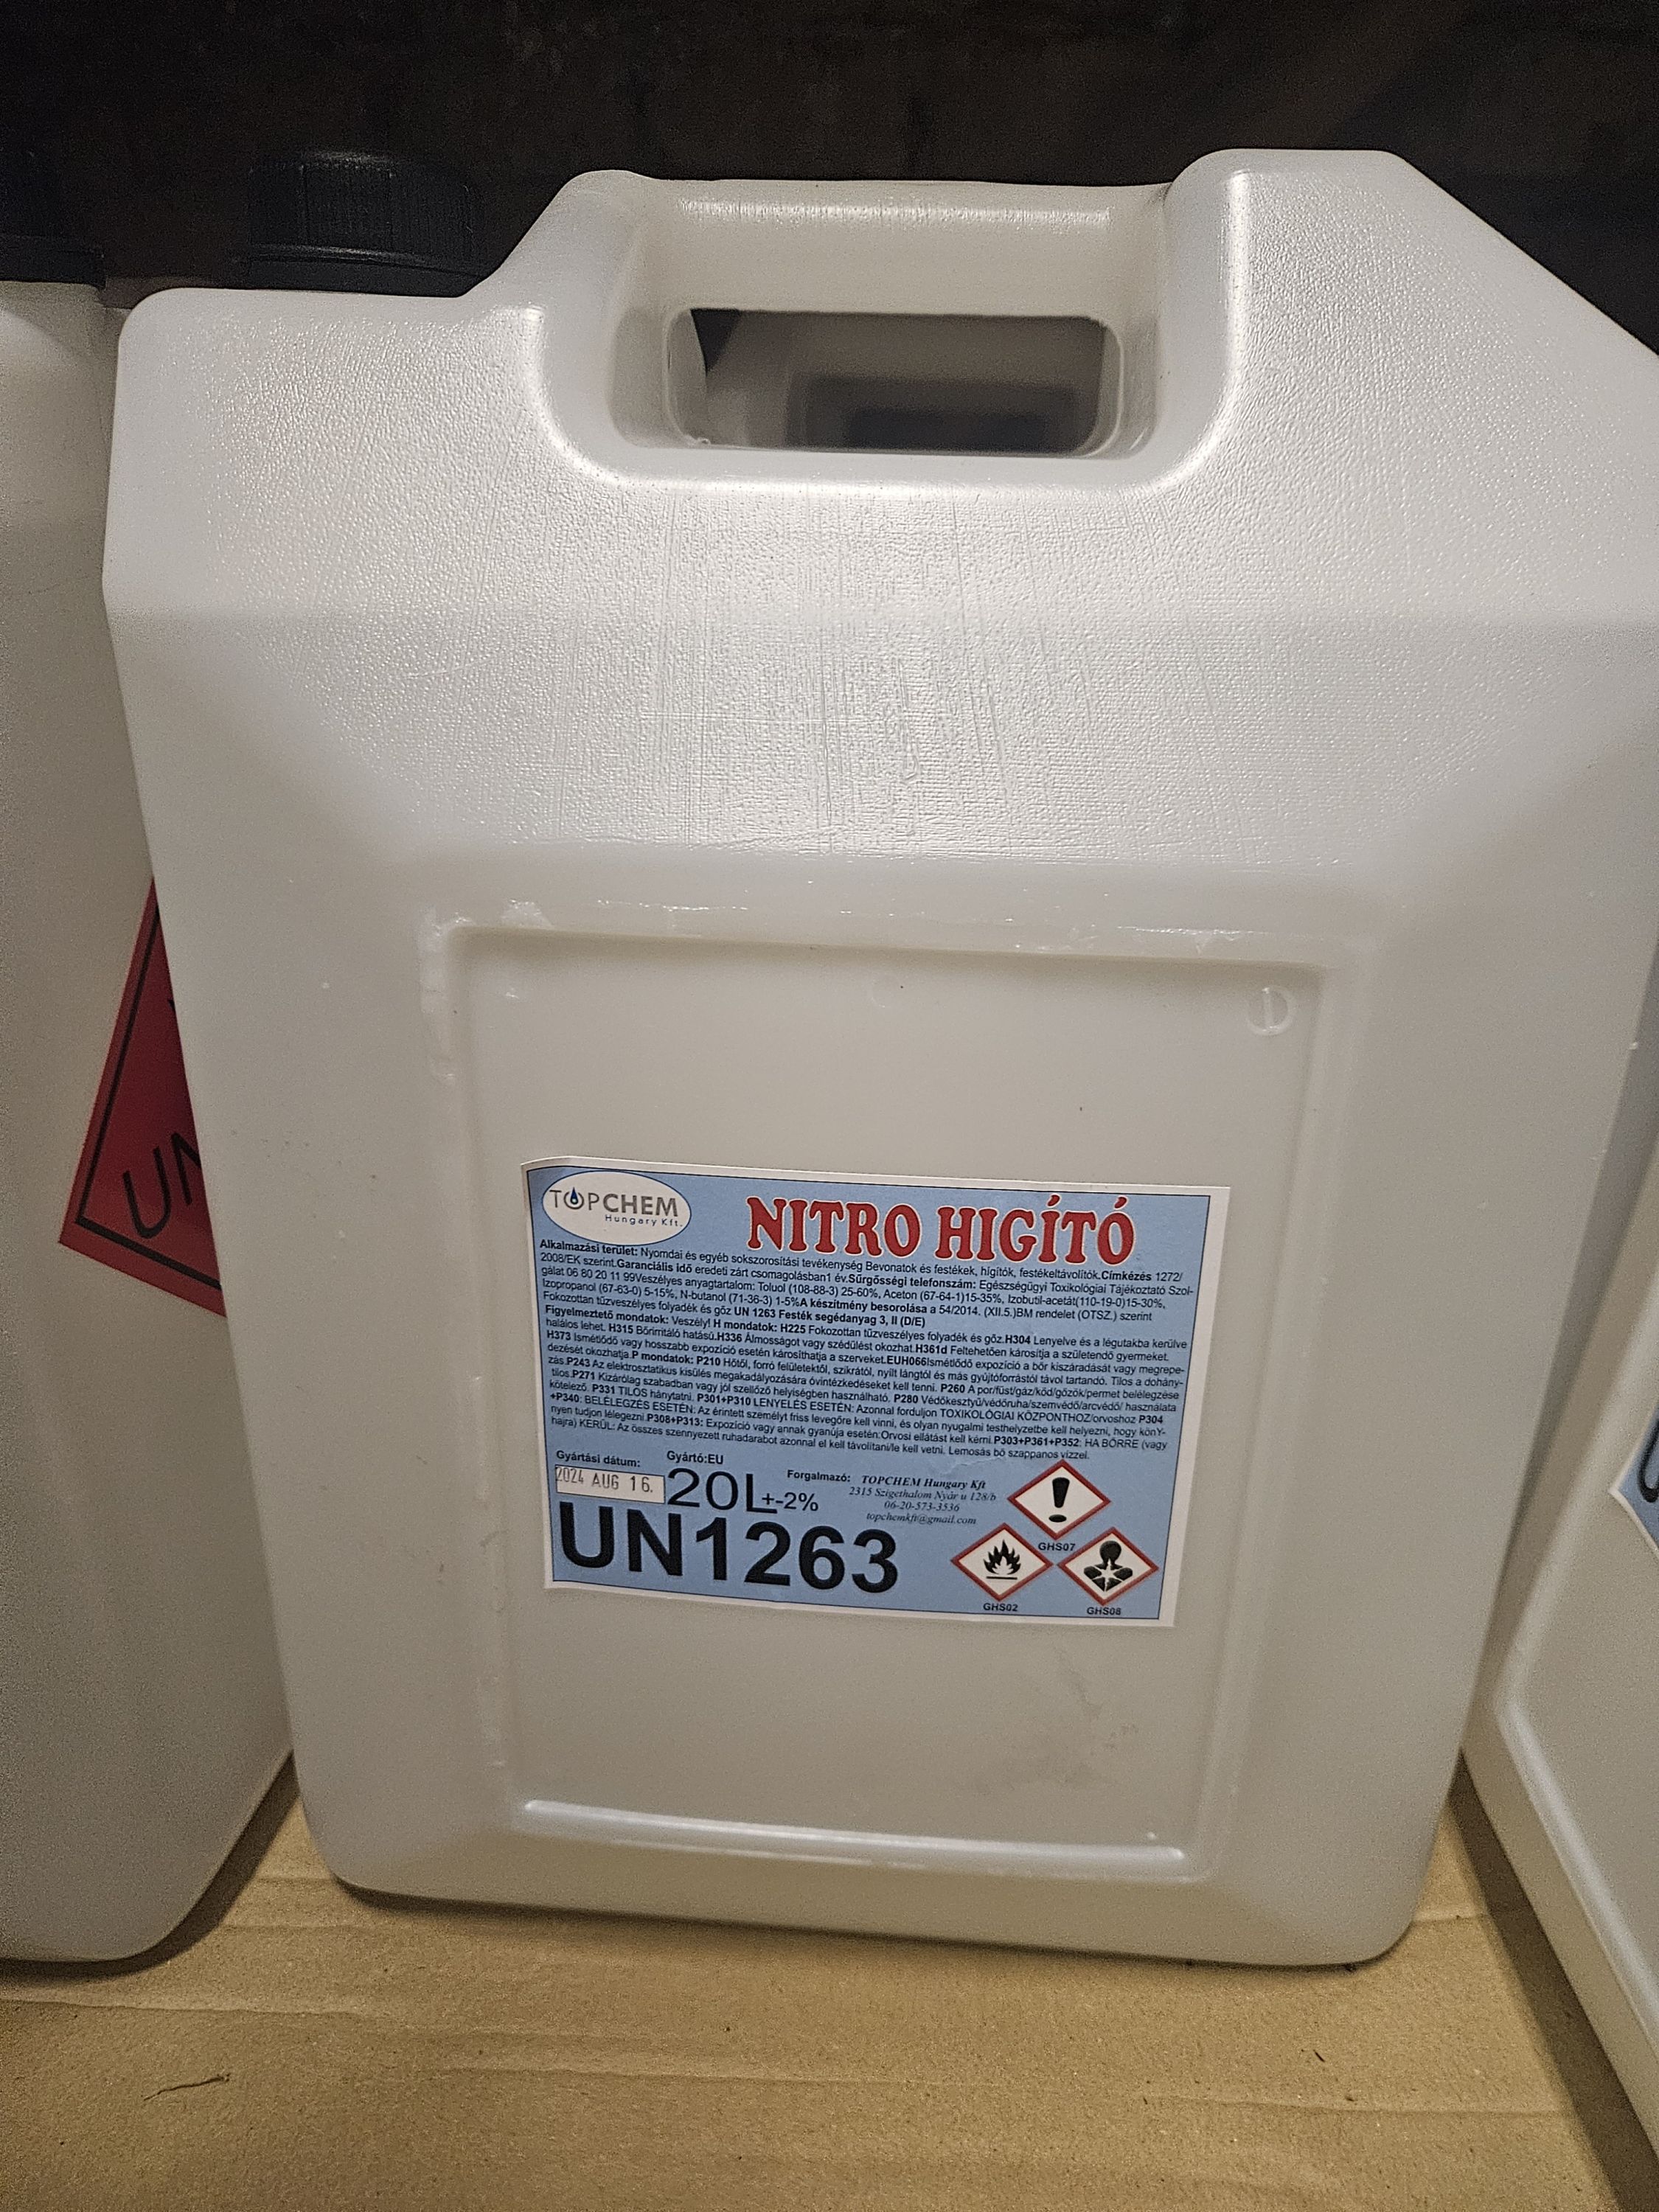 TOPCHEM
Hungary Kft.
NITRO HIGÍTÓ
Alkalmazási terület: Nyomdai és egyéb sokszorosítási tevékenység Bevonatok és festékek, higítók, festékeltávolítók.Címkézés 1272/
2008/EK szerint.Garanciális idő eredeti zárt csomagolásban1 év.Sürgősségi telefonszám: Egészségügyi Toxikológiai Tájékoztató Szol-
gálat 06 80 20 11 99Veszélyes anyagtartalom: Toluol (108-88-3) 25-60%, Aceton (67-64-1)15-35%, Izobutil-acetát(110-19-0)15-30%,
Izopropanol (67-63-0) 5-15%, N-butanol (71-36-3) 1-5%A készítmény besorolása a 54/2014. (XII.5.)BM rendelet (OTSZ.) szerint
Fokozottan tűzveszélyes folyadék és gőz UN 1263 Festék segédanyag 3, II (D/E)
Figyelmeztető mondatok: Veszély! H mondatok: H225 Fokozottan tűzveszélyes folyadék és gőz.H304 Lenyelve és a légutakba kerülve
halálos lehet. H315 Bőrirritáló hatású.H336 Álmosságot vagy szédülést okozhat.H361d Feltehetően károsítja a születendő gyermeket.
H373 Ismétlődő vagy hosszabb expozíció esetén károsíthatja a szerveket.EUH066Ismétlődő expozíció a bőr kiszáradását vagy megrepe-
dezését okozhatja.P mondatok: P210 Hőtől, forró felületektől, szikrától, nyílt lángtól és más gyújtóforrástól távol tartandó. Tilos a dohány-
zás.P243 Az elektrosztatikus kisülés megakadályozására óvintézkedéseket kell tenni. P260 A por/füst/gáz/köd/gőzök/permet belélegzése
tilos.P271 Kizárólag szabadban vagy jól szellőző helyiségben használható. P280 Védőkesztyű/védőruha/szemvédő/arcvédő/ használata
kötelező. P331 TILOS hánytatni. P301+P310 LENYELÉS ESETÉN: Azonnal forduljon TOXIKOLÓGIAI KÖZPONTHOZ/orvoshoz P304
+P340: BELÉLEGZÉS ESETÉN: Az érintett személyt friss levegőre kell vinni, és olyan nyugalmi testhelyzetbe kell helyezni, hogy könY-
nyen tudjon lélegezni.P308+P313: Expozíció vagy annak gyanúja esetén:Orvosi ellátást kell kérni.P303+P361+P352: HA BŐRRE (vagy
hajra) KERÜL: Az összes szennyezett ruhadarabot azonnal el kell távolítani/le kell vetni. Lemosás bő szappanos vízzel.
Gyártási dátum: Gyártó:EU
2024 AUG 16. 20L+-2%
Forgalmazó: TOPCHEM Hungary Kft
2315 Szigethalom Nyár u 128/b
06-20-573-3536
topchemkft@gmail.com
UN1263
GHS07
GHS02
GHS08
UN